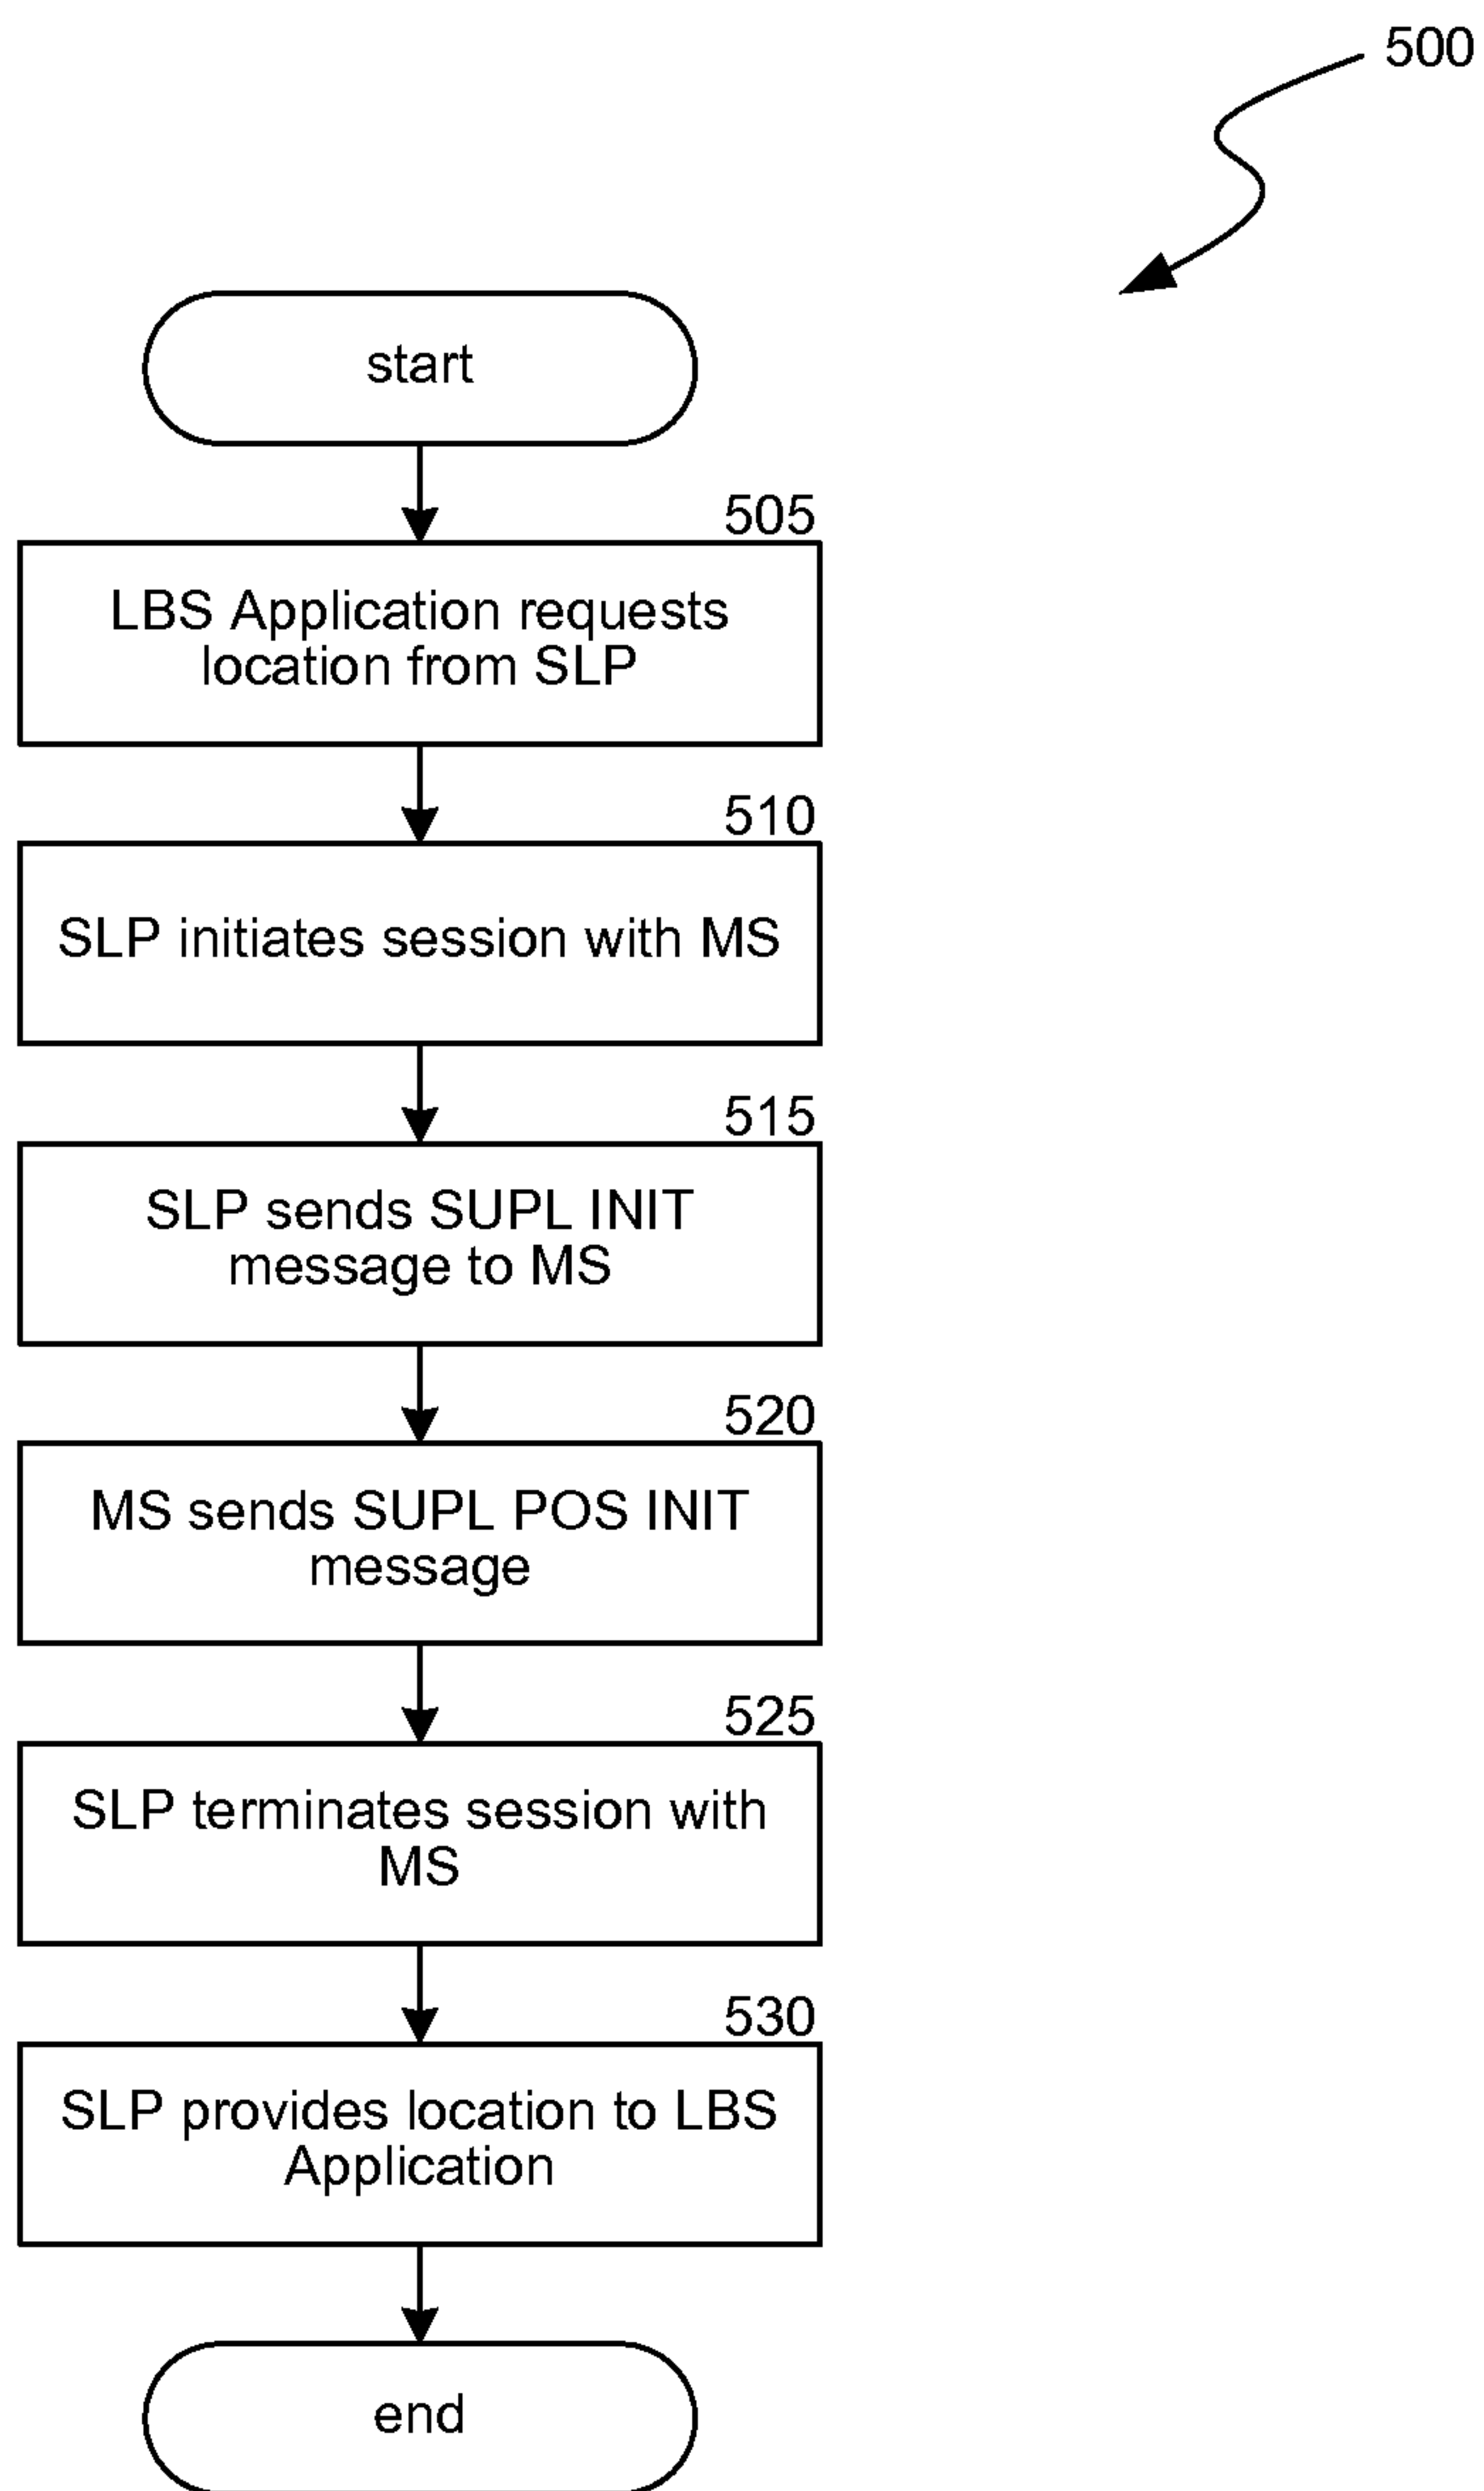 500
start
505
LBS Application requests
location from SLP
510
SLP initiates session with MS
515
SLP sends SUPL INIT
message to MS
520
MS sends SUPL POS INIT
message
525
SLP terminates session with
MS
530
SLP provides location to LBS
Application
end